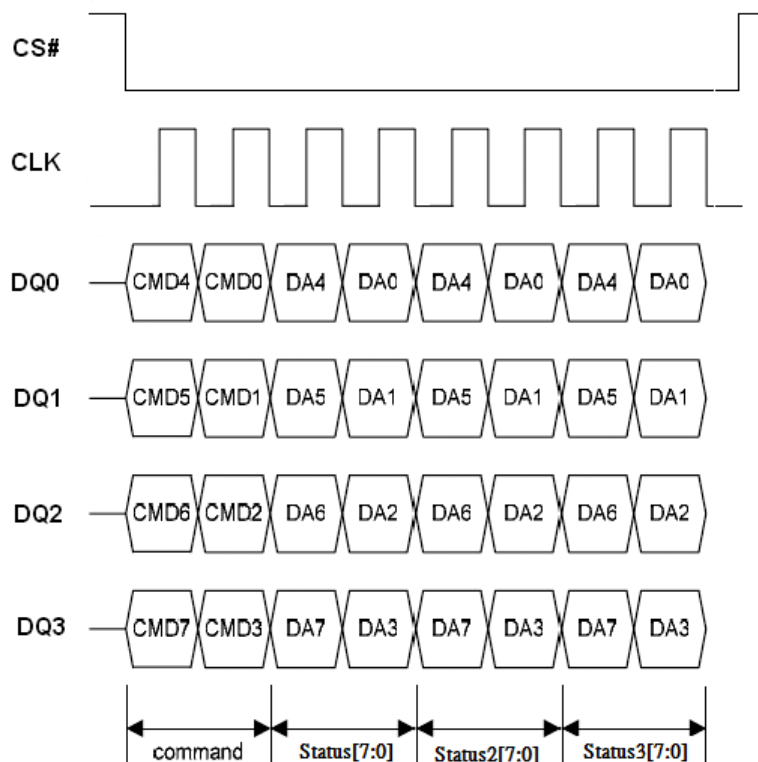 CS#
CLK
DQ0 CMD4 CMD0 DA4 DA0 DA4 DA0 DA4 DA0
DQ1 CMD5 CMD1 DA5 DA1 DA5 DA1 DA5 DA1
DQ2 CMD6 CMD2 DA6 DA2 DA6 DA2 DA6 DA2
DQ3 CMD7 CMD3 DA7 DA3 DA7 DA3 DA7 DA3
command Status[7:0] Status2[7:0] Status3[7:0]